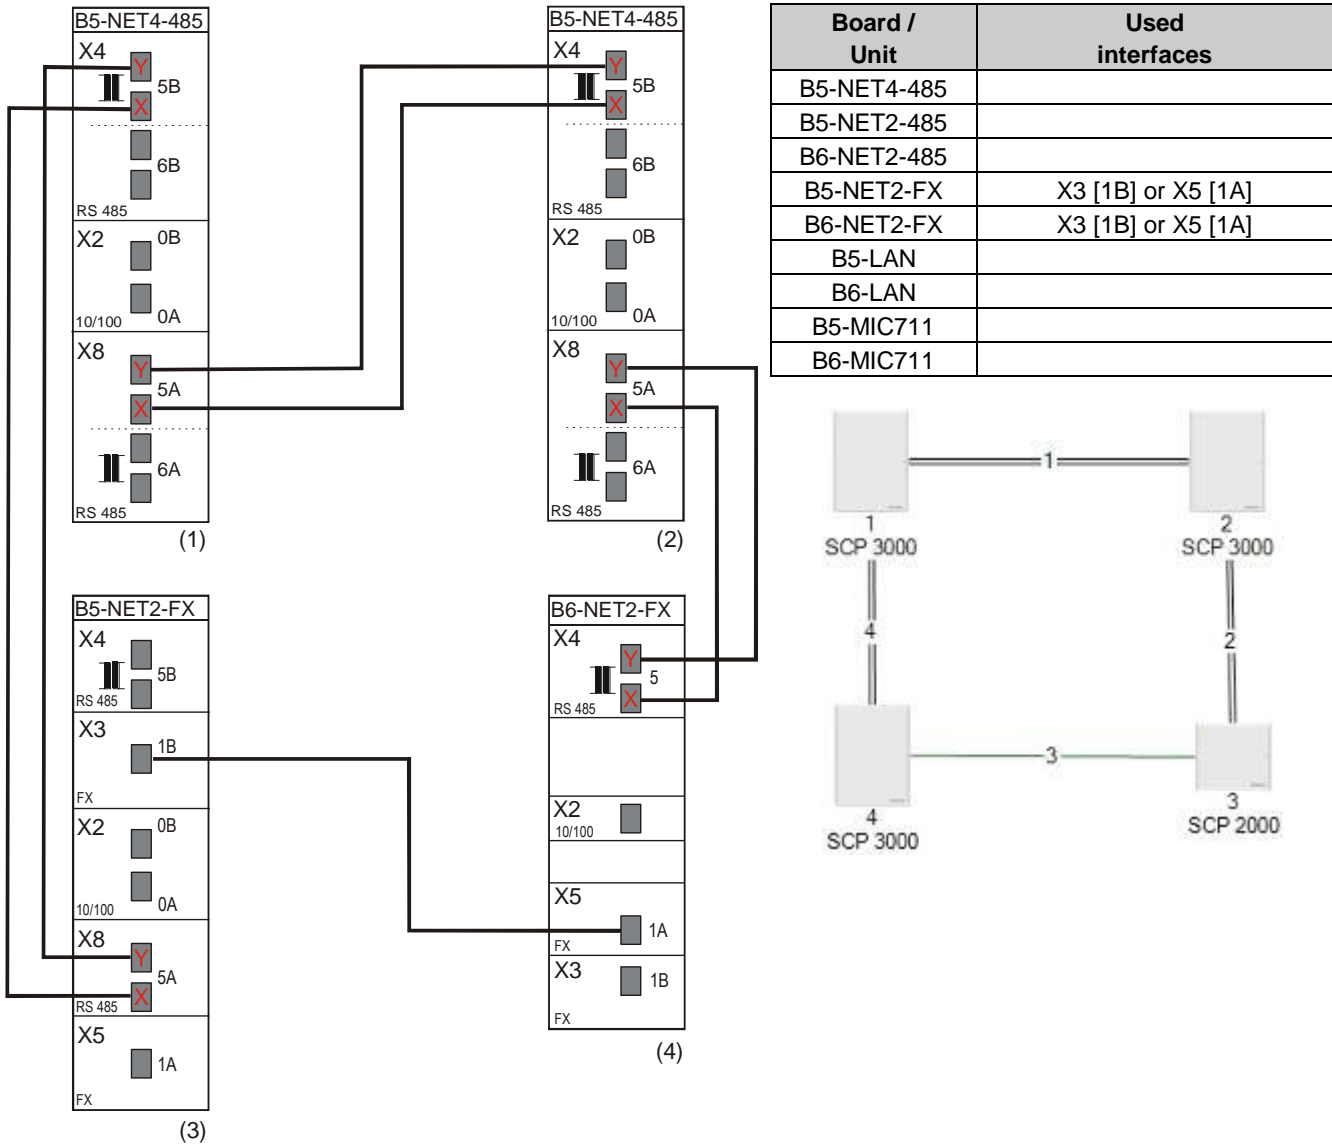 B5-NET4-485
X4
Y
5B
X
6B
RS 485
X2
0B
0A
10/100
X8
Y
5A
X
6A
RS 485
(1)
B5-NET4-485
X4
Y
5B
X
6B
RS 485
X2
0B
0A
10/100
X8
Y
5A
X
6A
RS 485
(2)
B5-NET2-FX
X4
5B
RS 485
X3
1B
FX
X2
0B
0A
10/100
X8
Y
5A
X
RS 485
X5
1A
FX
(3)
B6-NET2-FX
X4
Y
5
X
RS 485
X2
10/100
X5
1A
FX
X3
1B
FX
(4)
Board / Used
Unit interfaces
B5-NET4-485
B5-NET2-485
B6-NET2-485
B5-NET2-FX X3 [1B] or X5 [1A]
B6-NET2-FX X3 [1B] or X5 [1A]
B5-LAN
B6-LAN
B5-MIC711
B6-MIC711
1
1
SCP 3000
2
SCP 3000
4
2
3
4
SCP 3000
3
SCP 2000